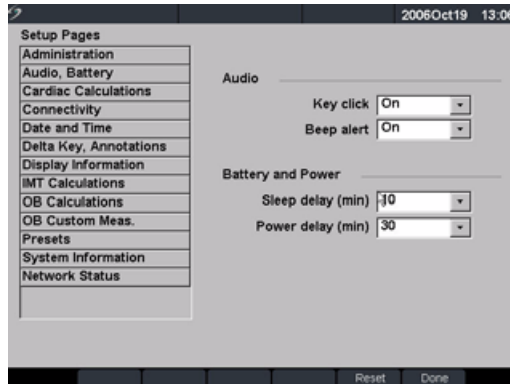 2006Oct19 13:06
Setup Pages
Administration
Audio, Battery
Cardiac Calculations
Connectivity
Date and Time
Delta Key, Annotations
Display Information
IMT Calculations
OB Calculations
OB Custom Meas.
Presets
System Information
Network Status
Audio
Key click On
Beep alert On
Battery and Power
Sleep delay (min) 10
Power delay (min) 30
Reset Done